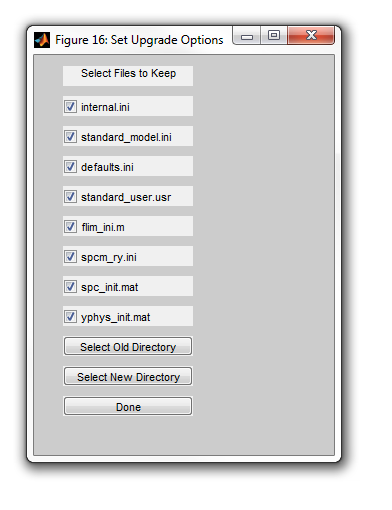 Figure 16: Set Upgrade Options
Select Files to Keep
internal.ini
standard_model.ini
defaults.ini
standard_user.usr
flim_ini.m
spcm_ry.ini
spc_init.mat
yphys_init.mat
Select Old Directory
Select New Directory
Done